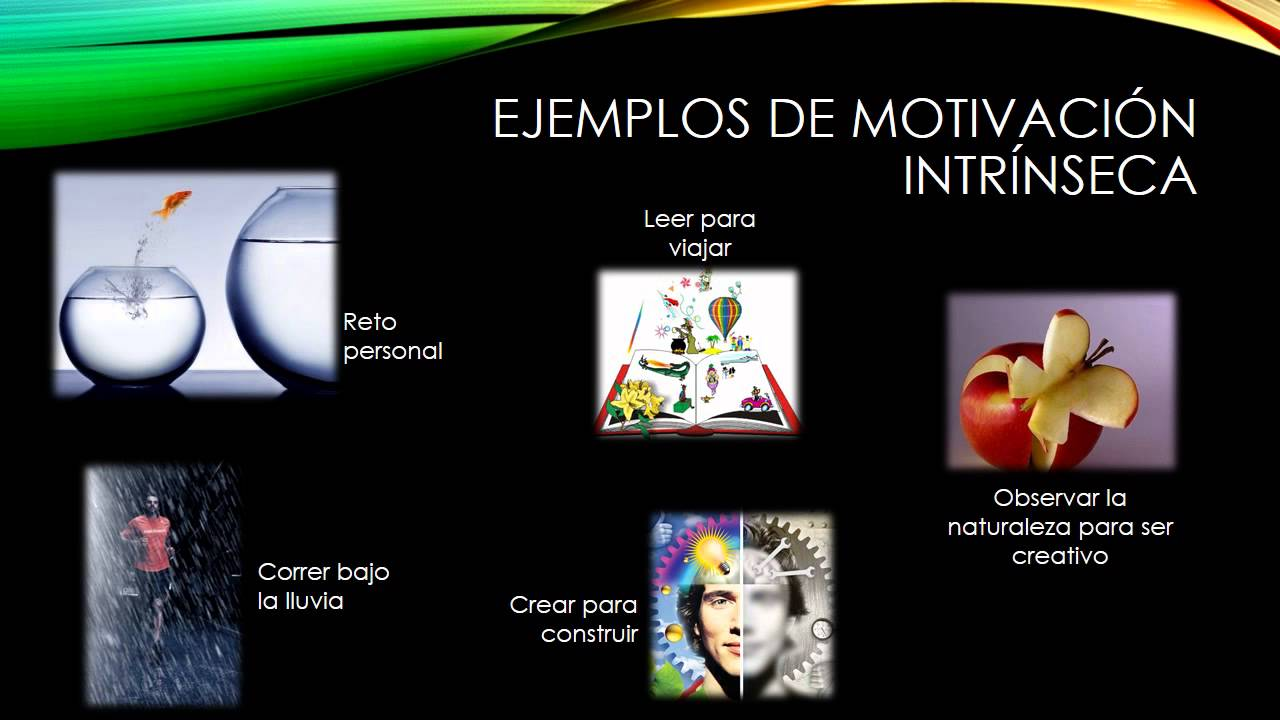 EJEMPLOS DE MOTIVACIÓN
INTRÍNSECA
Leer para
viajar
Reto
personal
Observar la
naturaleza para ser
creativo
Correr bajo
la lluvia
Crear para
construir